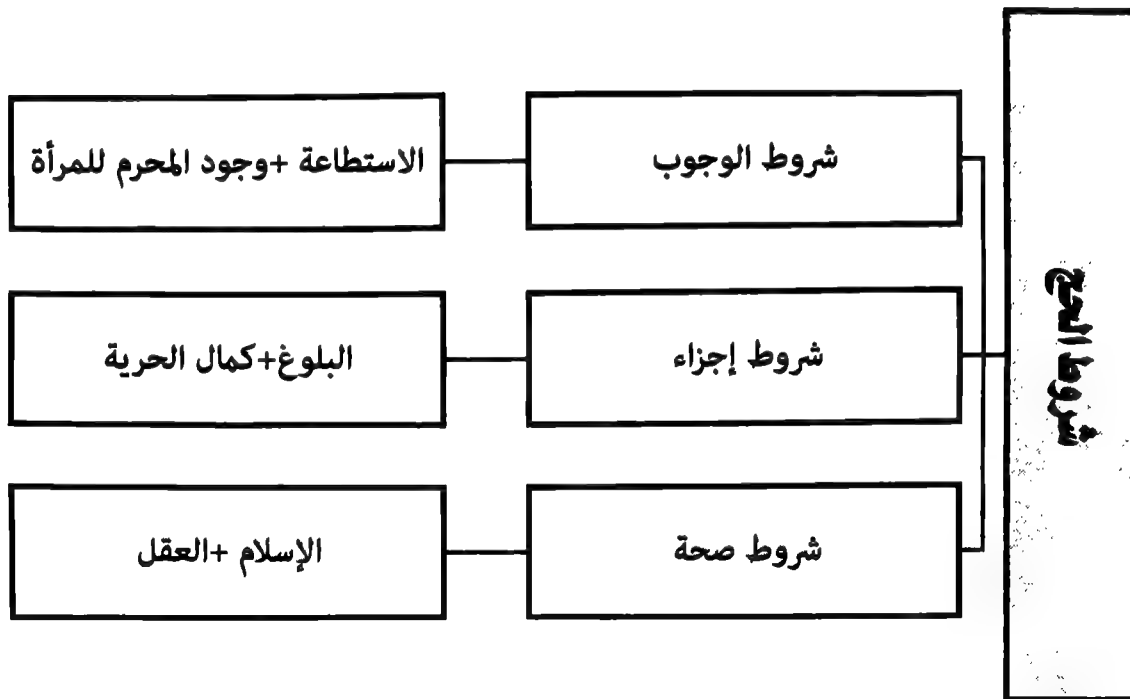 شروط الحج
شروط الوجوب
الاستطاعة +وجود المحرم للمرأة
شروط إجزاء
البلوغ+كمال الحرية
شروط صحة
الإسلام +العقل